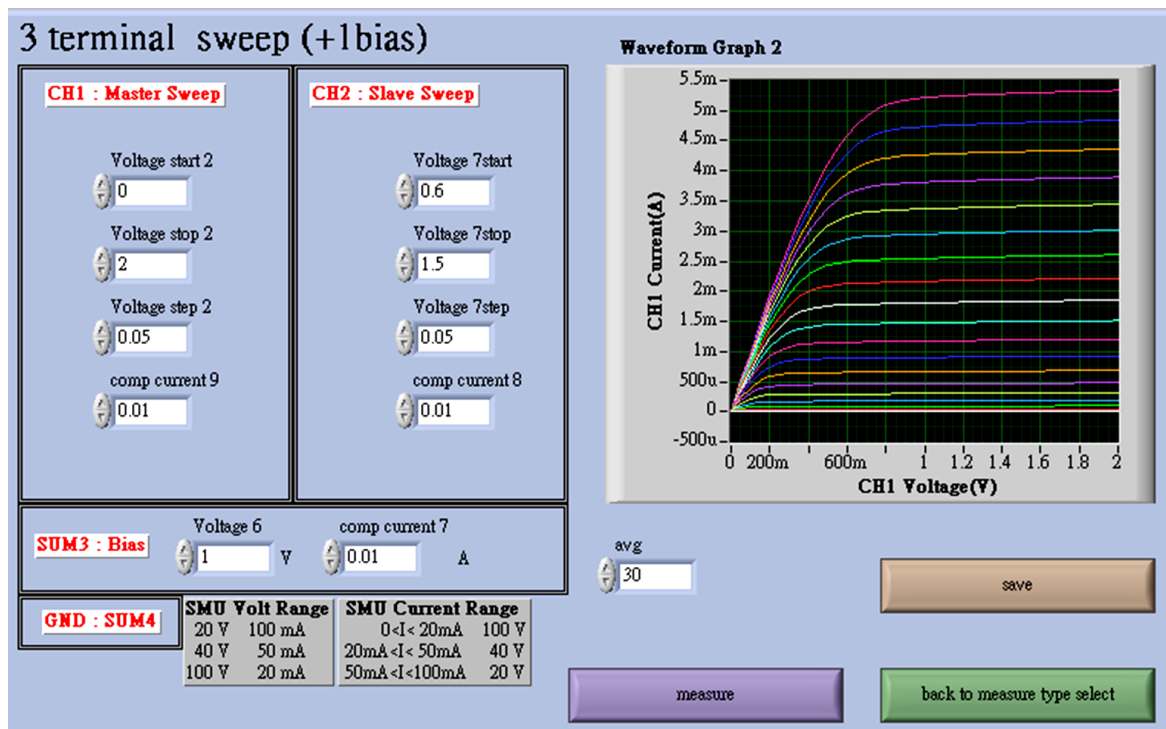 3 terminal sweep (+1bias)
CH1 : Master Sweep
Voltage start 2
0
Voltage stop 2
2
Voltage step 2
0.05
comp current 9
0.01
CH2 : Slave Sweep
Voltage 7start
0.6
Voltage 7stop
1.5
Voltage 7step
0.05
comp current 8
0.01
SUM3 : Bias
Voltage 6
1 V
comp current 7
0.01 A
GND : SUM4
SMU Volt Range
20 V 100 mA
40 V 50 mA
100 V 20 mA
SMU Current Range
0<I< 20mA 100 V
20mA<I< 50mA 40 V
50mA<I<100mA 20 V
Waveform Graph 2
CH1 Current(A)
5.5m
5m
4.5m
4m
3.5m
3m
2.5m
2m
1.5m
1m
500u
0
-500u
0 200m 600m 1 1.2 1.4 1.6 1.8 2
CH1 Voltage(V)
avg
30
save
measure
back to measure type select